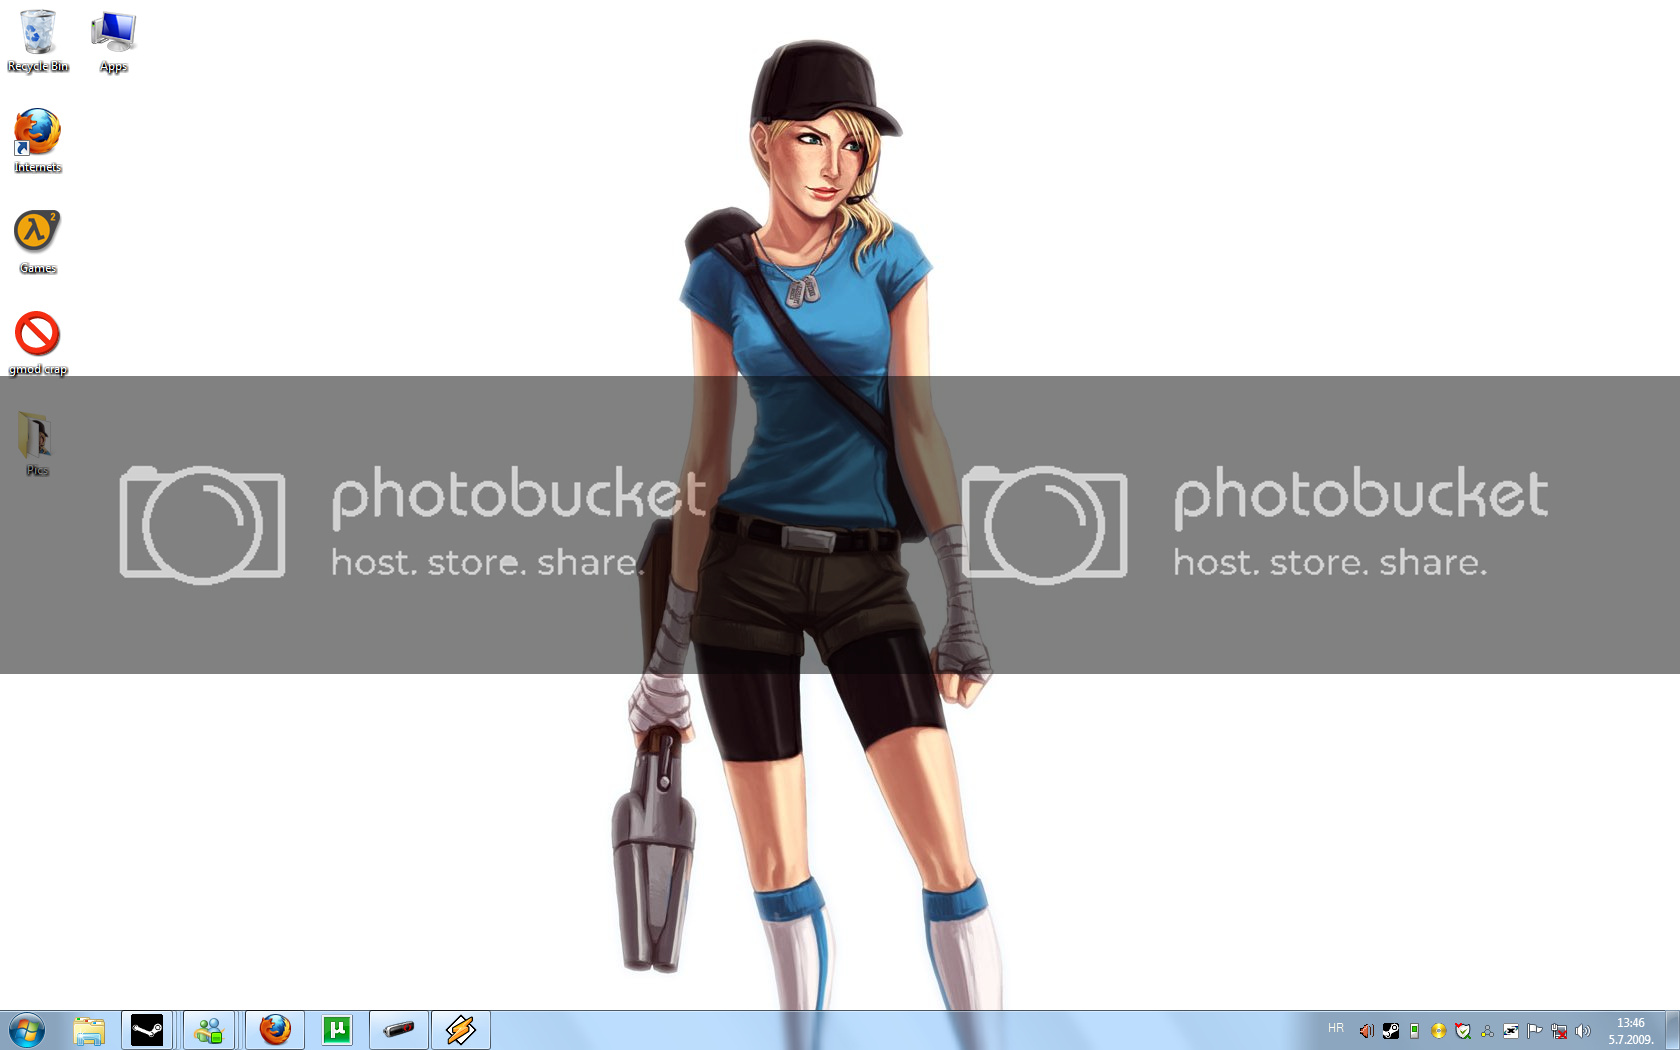 Recycle Bin
Apps
Internets
2
Games
gmod crap
Pics
photobucket
host. store. share.
photobucket
host. store. share.
HR
13:46
5.7.2009.